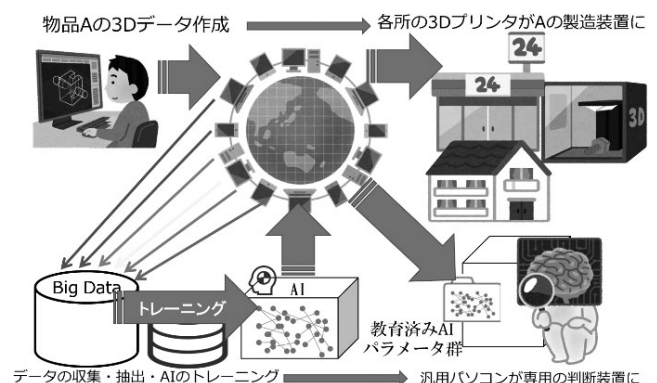 物品Aの3Dデータ作成
各所の3DプリンタがAの製造装置に
24
24
3D
Big Data
トレーニング
AI
教育済みAI
パラメータ群
データの収集・抽出・AIのトレーニング
汎用パソコンが専用の判断装置に